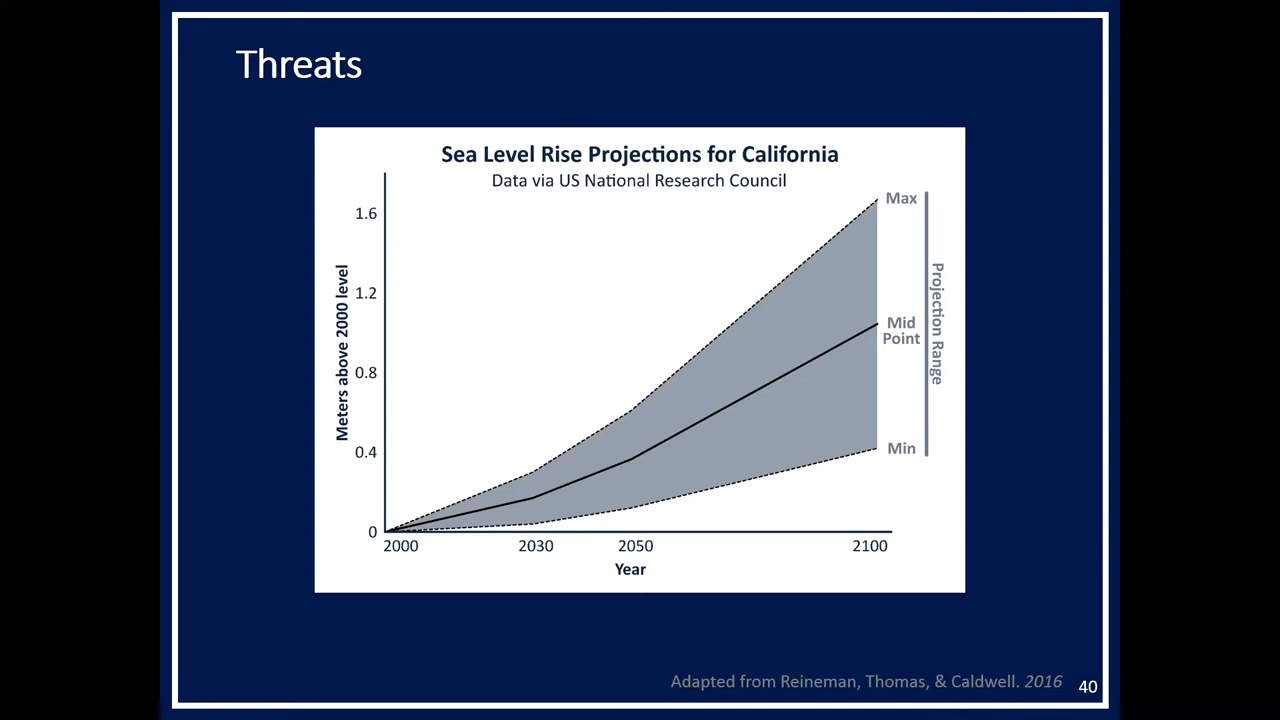 Threats
Sea Level Rise Projections for California
Data via US National Research Council
Meters above 2000 level
1.6
1.2
0.8
0.4
0
2000
2030
2050
2100
Year
Max
Mid
Point
Min
Projection Range
Adapted from Reineman, Thomas, & Caldwell. 2016
40